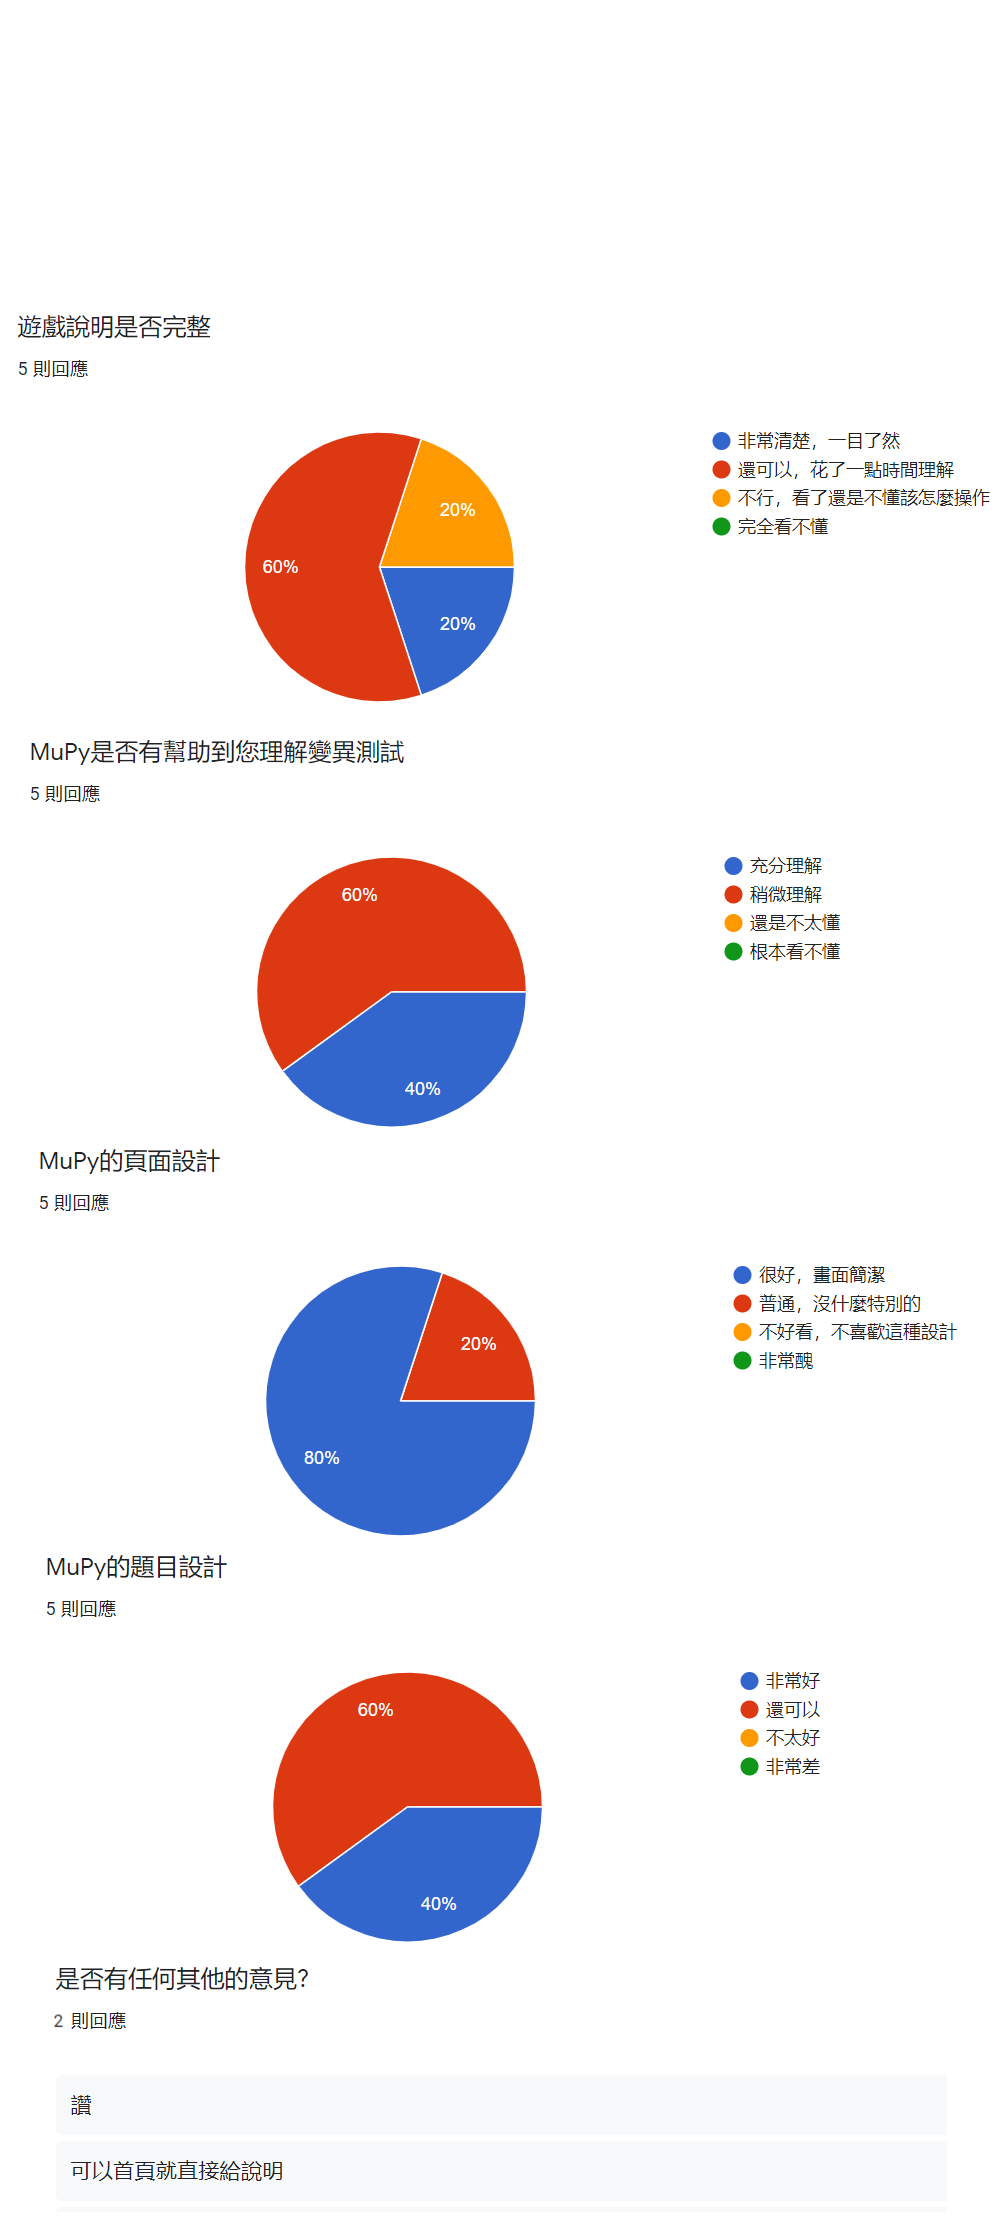 遊戲說明是否完整
5 則回應
非常清楚，一目了然
還可以，花了一點時間理解
不行，看了還是不懂該怎麼操作
完全看不懂
20%
60%
20%
MuPy是否有幫助到您理解變異測試
5 則回應
充分理解
稍微理解
還是不太懂
根本看不懂
60%
40%
MuPy的頁面設計
5 則回應
很好，畫面簡潔
普通，沒什麼特別的
不好看，不喜歡這種設計
非常醜
20%
80%
MuPy的題目設計
5 則回應
非常好
還可以
不太好
非常差
60%
40%
是否有任何其他的意見?
2 則回應
讚
可以首頁就直接給說明